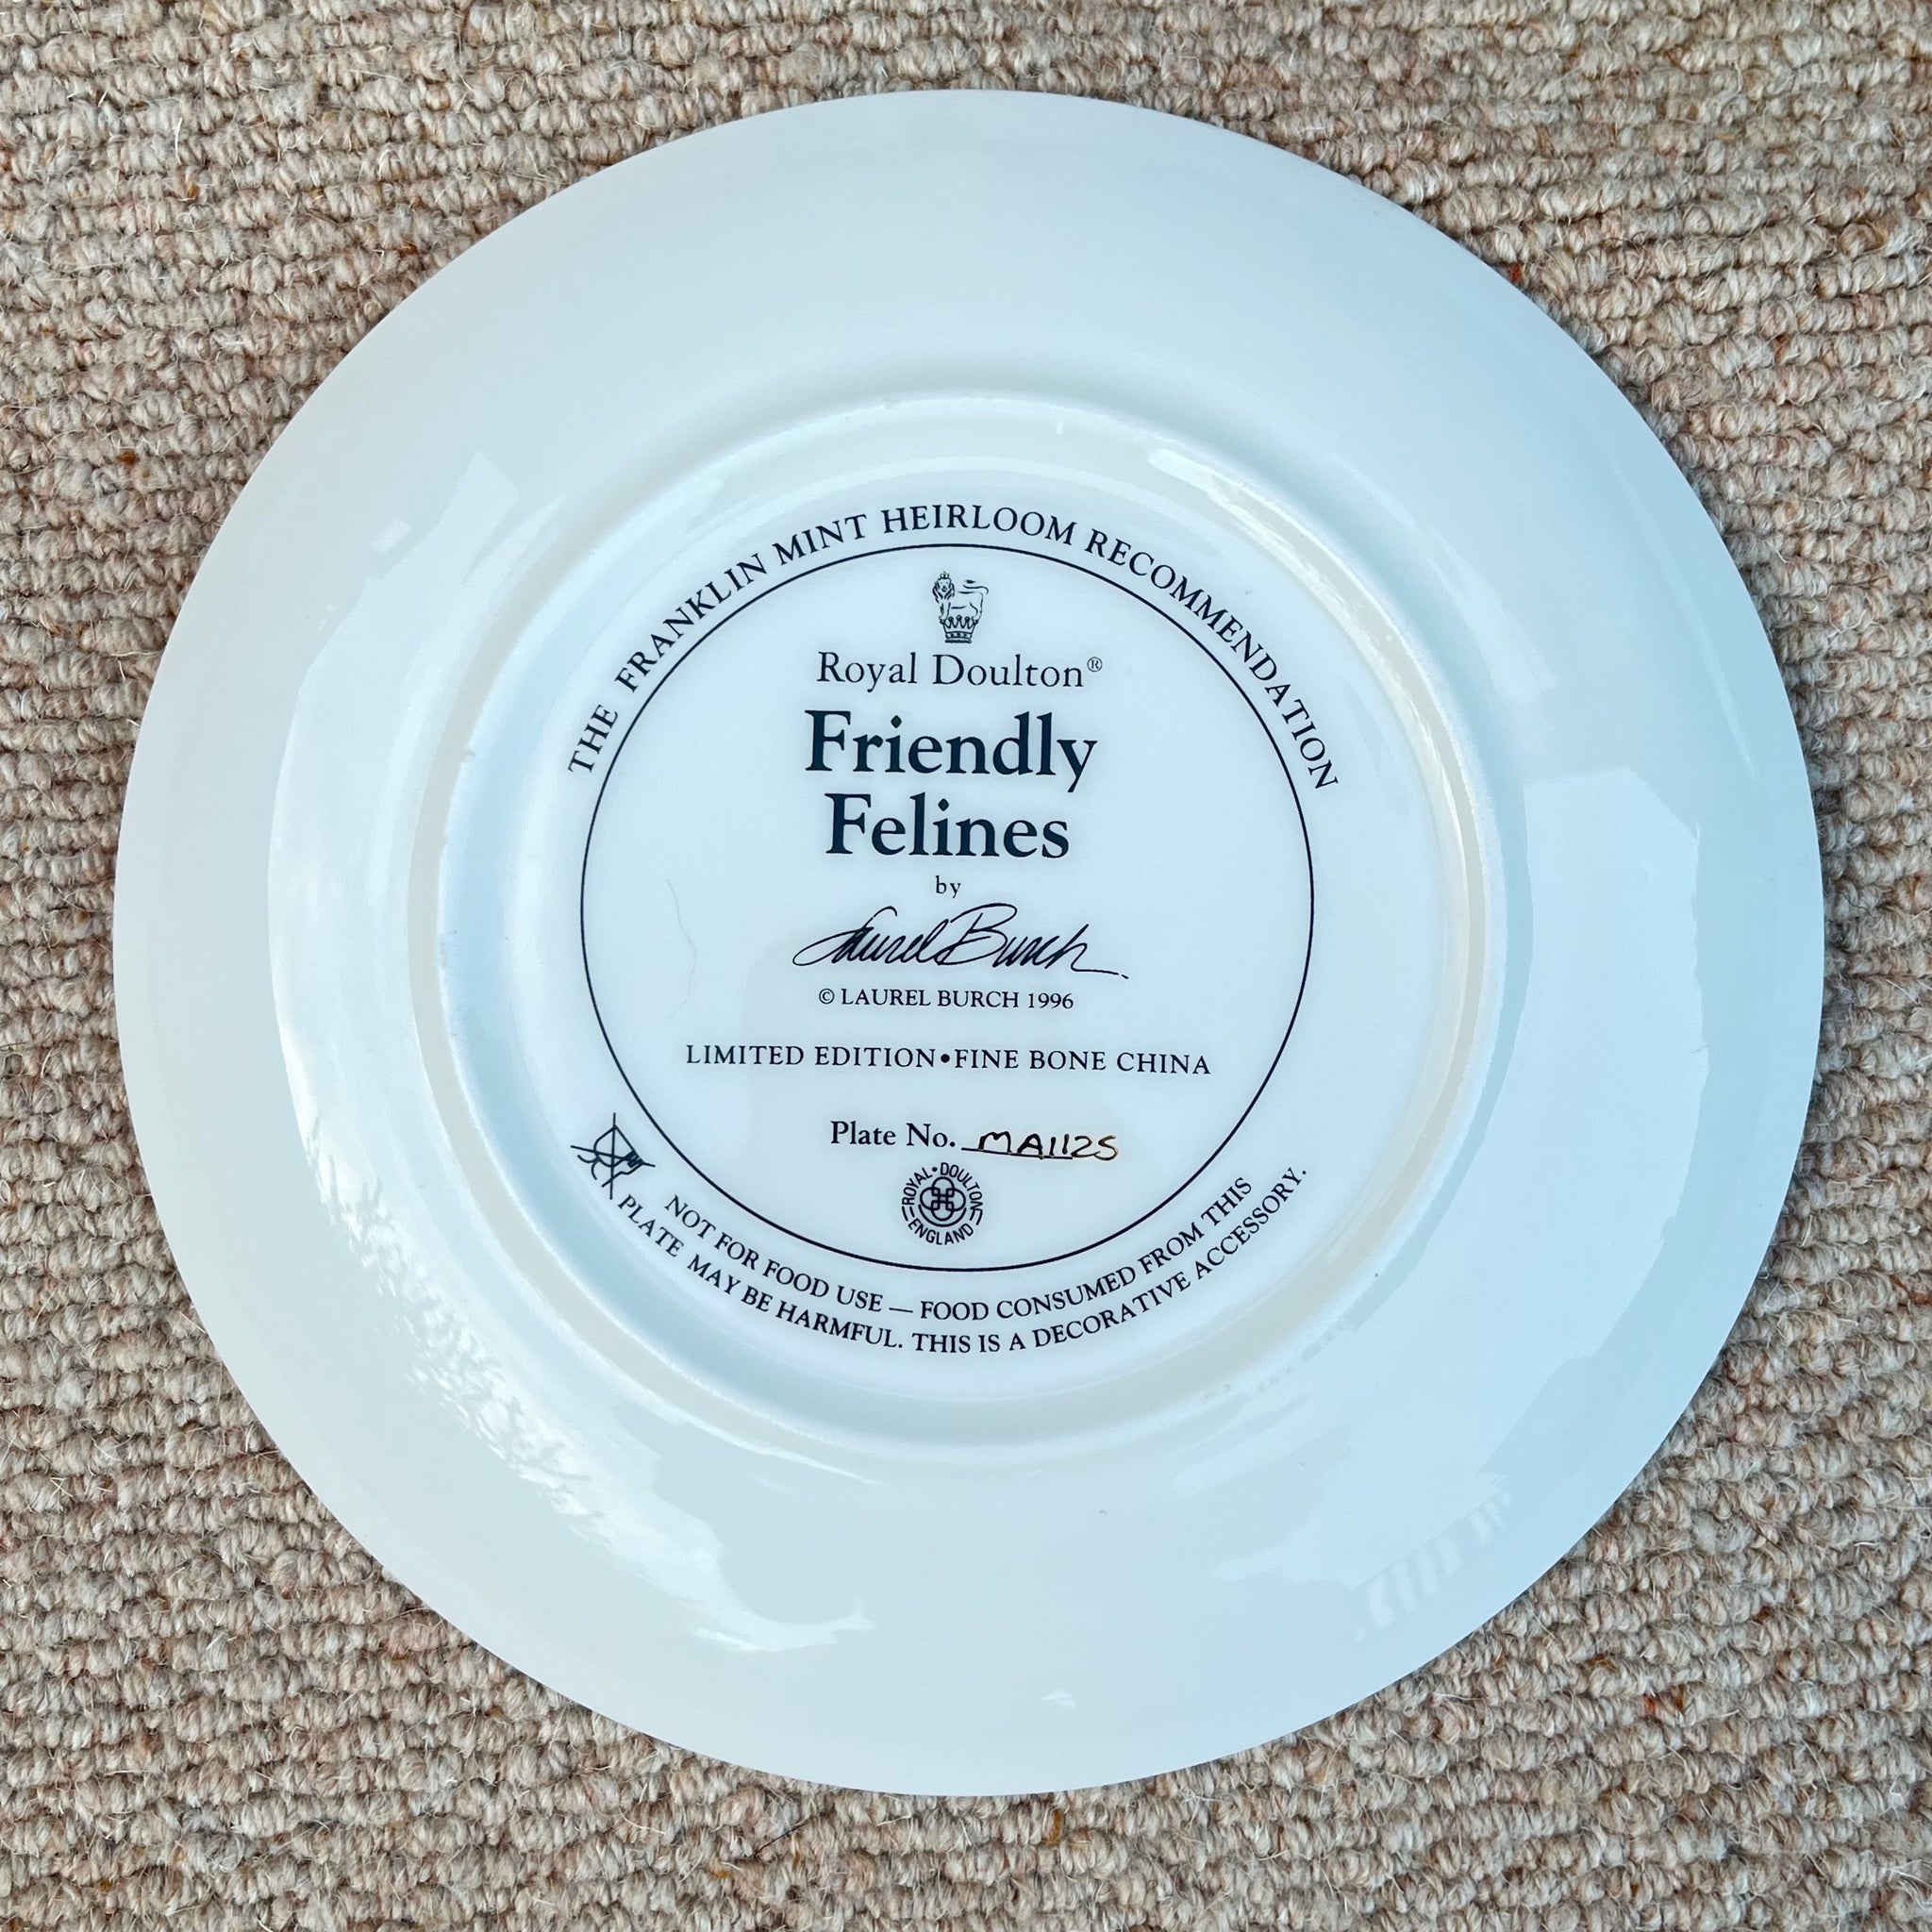 THE FRANKLIN MINT HEIRLOOM RECOMMENDATION
Royal Doulton®
Friendly
Felines
by
Laurel Burch
© LAUREL BURCH 1996
LIMITED EDITION•FINE BONE CHINA
Plate No. MA1125
ROYAL•DOULTON
ENGLAND
NOT FOR FOOD USE — FOOD CONSUMED FROM THIS
PLATE MAY BE HARMFUL. THIS IS A DECORATIVE ACCESSORY.